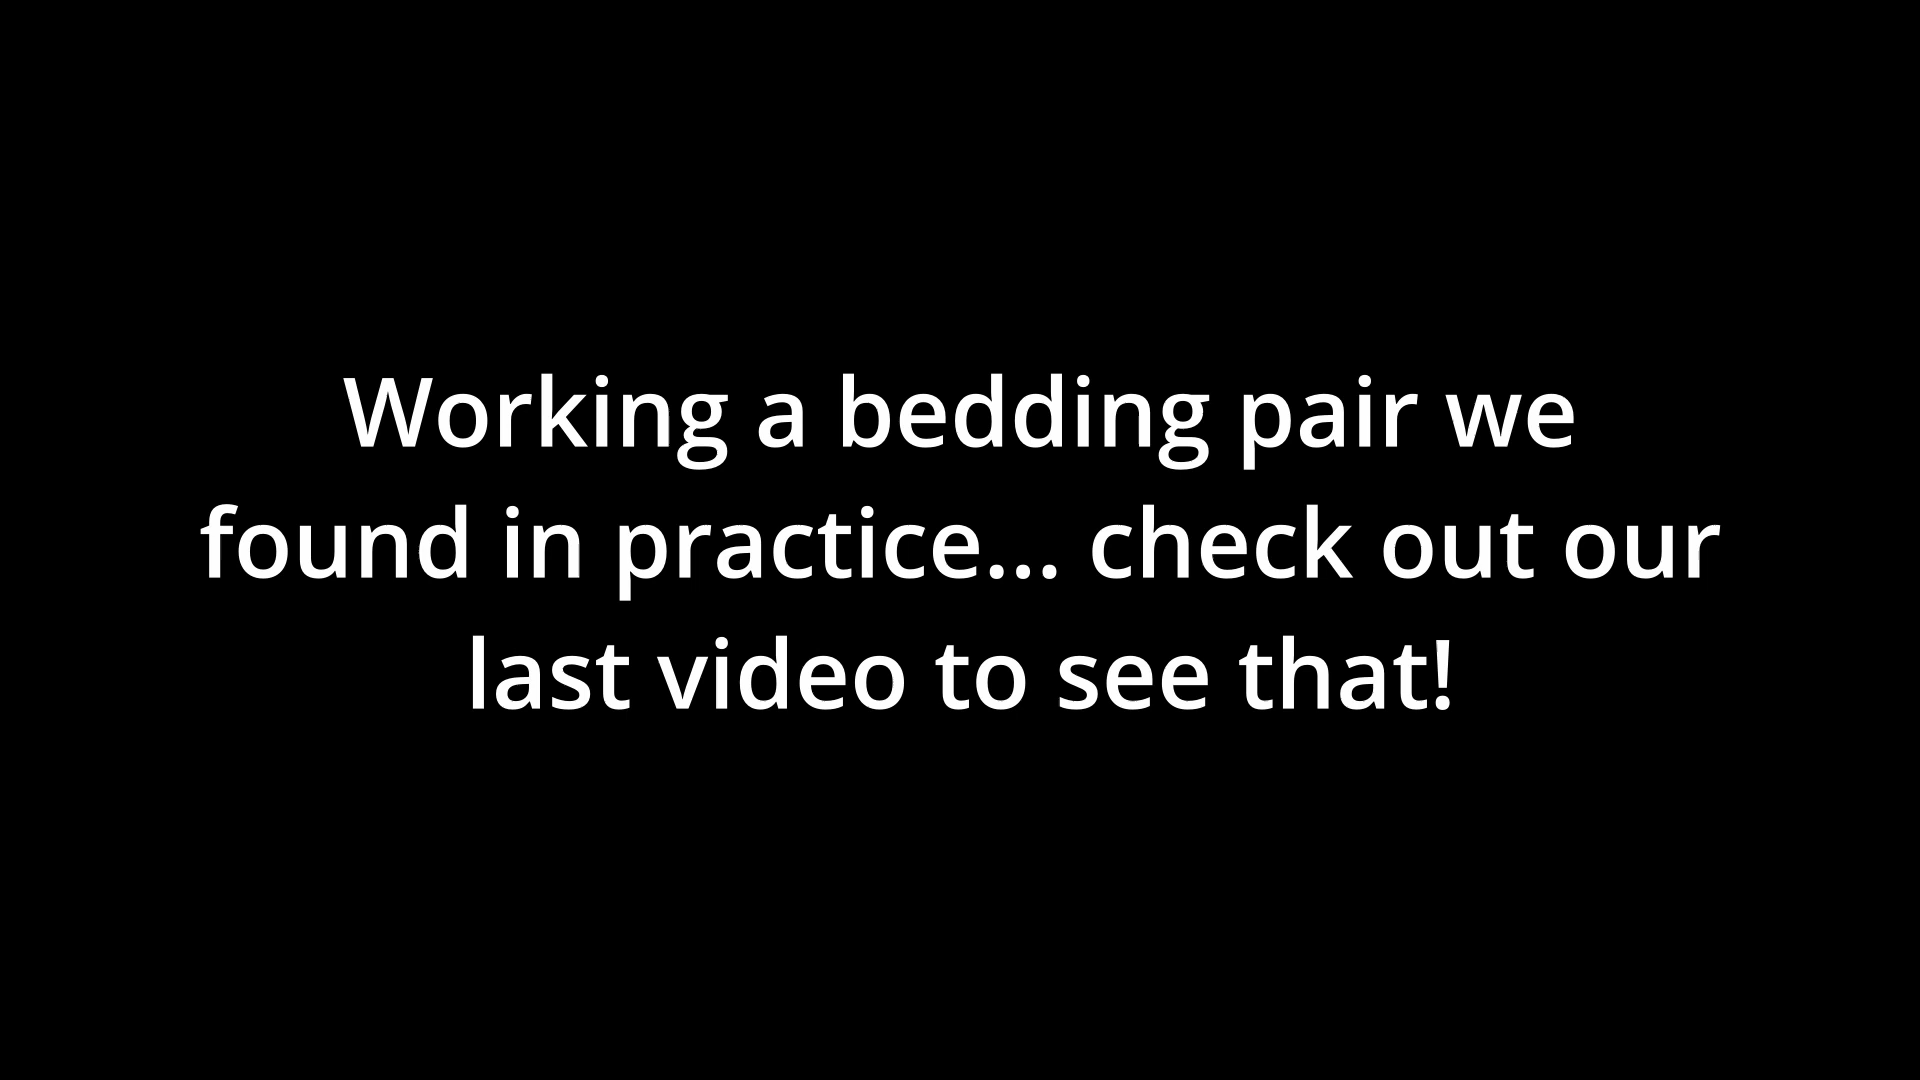 Working a bedding pair we
found in practice... check out our
last video to see that!